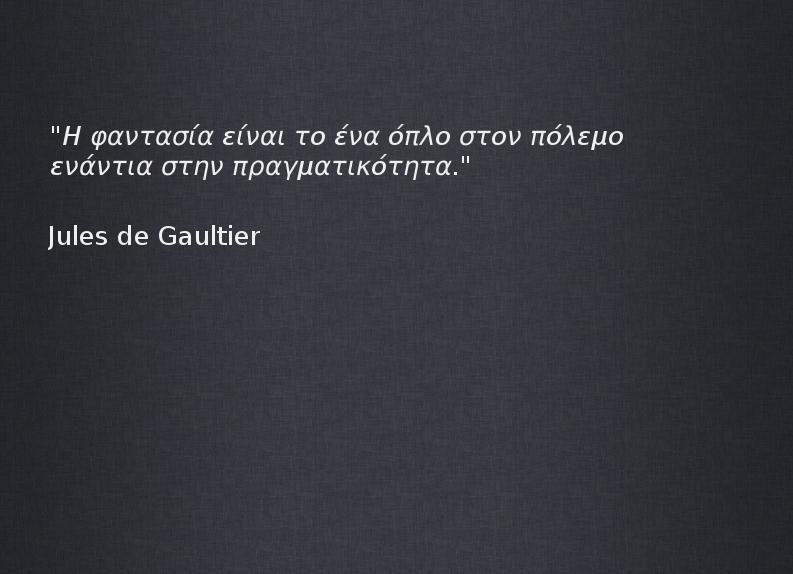 "Η φαντασία είναι το ένα όπλο στον πόλεμο
ενάντια στην πραγματικότητα."
Jules de Gaultier